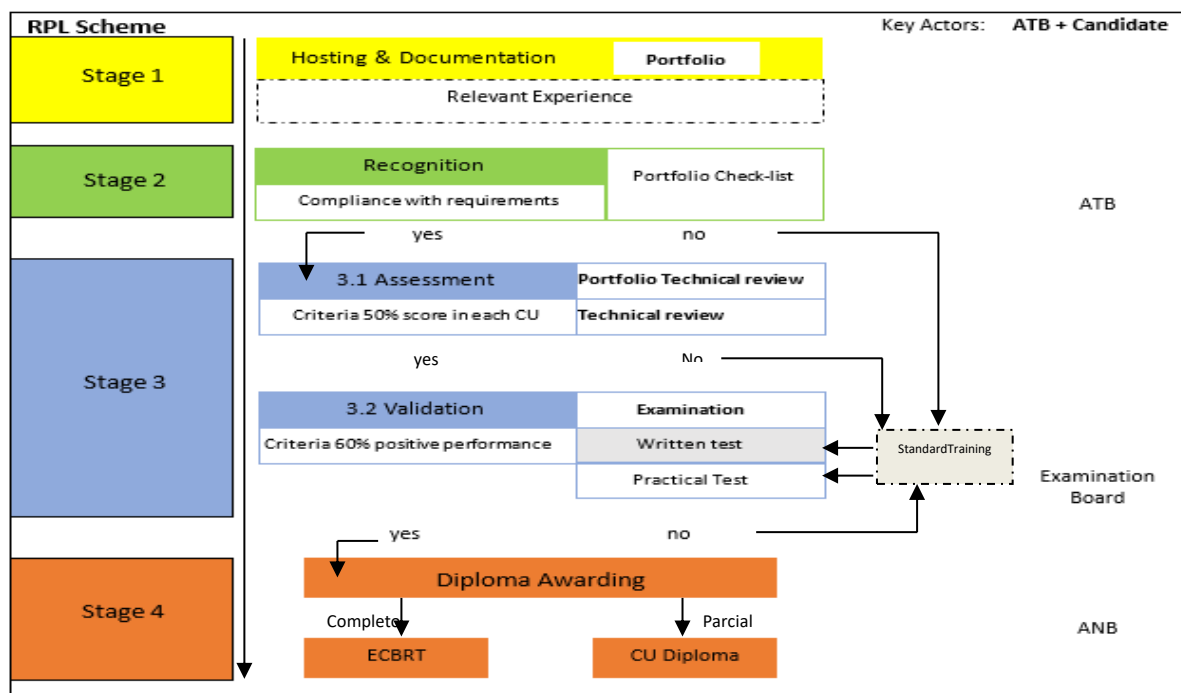 RPL Scheme
Key Actors: ATB + Candidate
Stage 1
Hosting & Documentation
Portfolio
Relevant Experience
Stage 2
Recognition
Portfolio Check-list
Compliance with requirements
ATB
yes
no
Stage 3
3.1 Assessment
Portfolio Technical review
Criteria 50% score in each CU
Technical review
yes
No
3.2 Validation
Examination
Criteria 60% positive performance
Written test
Practical Test
StandardTraining
Examination
Board
yes
no
Stage 4
Diploma Awarding
Complete
Parcial
ECBRT
CU Diploma
ANB